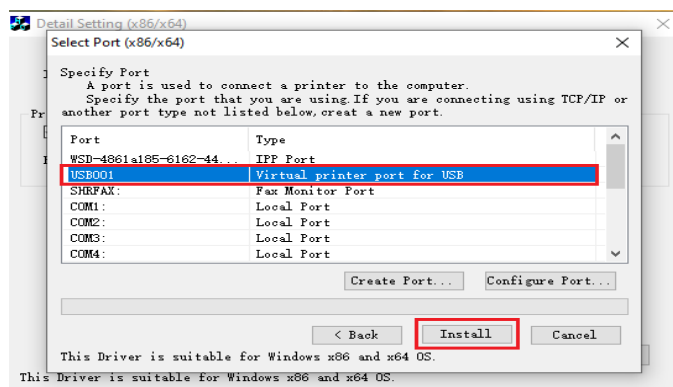 Detail Setting (x86/x64)
Select Port (x86/x64)
Specify Port
A port is used to connect a printer to the computer.
Specify the port that you are using.If you are connecting using TCP/IP or
another port type not listed below,creat a new port.
Pr
Port Type
WSD-4861a185-6162-44... IPP Port
USB001 Virtual printer port for USB
SHRFAX: Fax Monitor Port
COM1: Local Port
COM2: Local Port
COM3: Local Port
COM4: Local Port
Create Port... Configure Port...
< Back Install Cancel
This Driver is suitable for Windows x86 and x64 OS.
This Driver is suitable for Windows x86 and x64 OS.